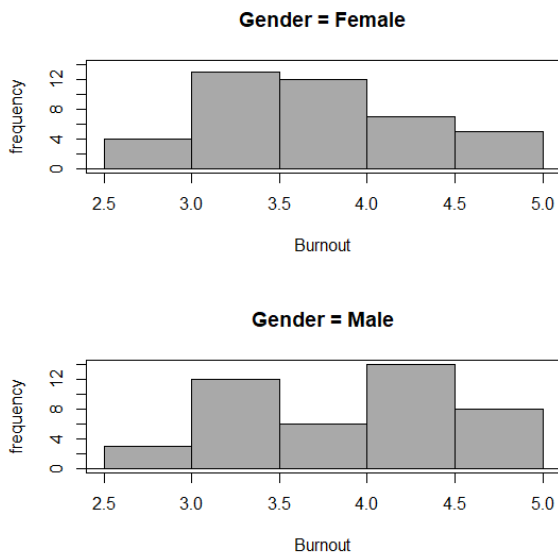 Gender = Female
frequency
12
8
4
0
2.5 3.0 3.5 4.0 4.5 5.0
Burnout
Gender = Male
frequency
12
8
4
0
2.5 3.0 3.5 4.0 4.5 5.0
Burnout